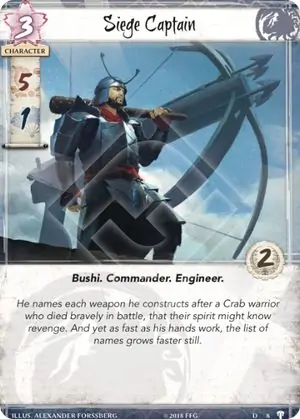 3
Siege Captain
CHARACTER
5
1
2
Bushi. Commander. Engineer.
He names each weapon he constructs after a Crab warrior
who died bravely in battle, that their spirit might know
revenge. And yet as fast as his hands work, the list of
names grows faster still.
ILLUS. ALEXANDER FORSSBERG ©2018 FFG D 8